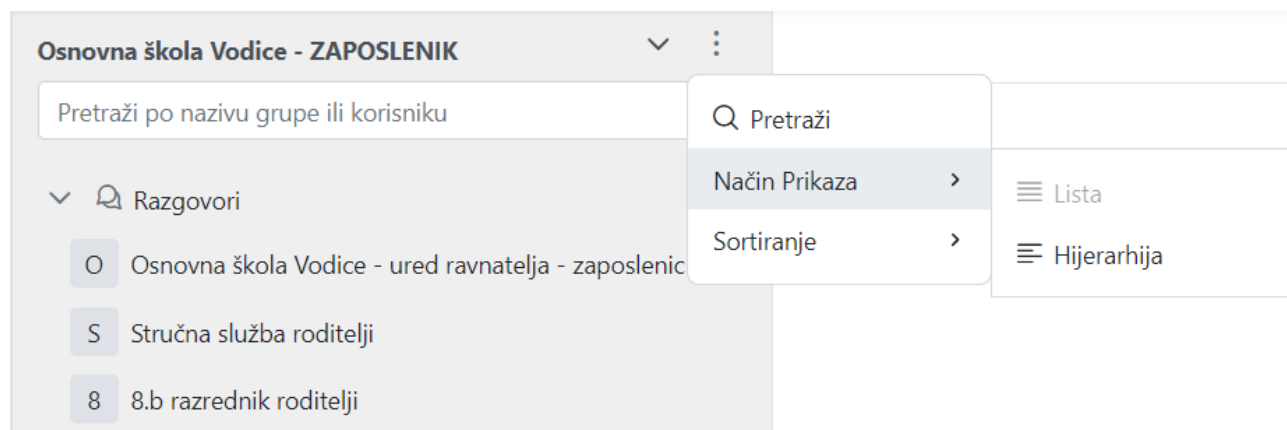 Osnovna škola Vodice - ZAPOSLENIK
Pretraži po nazivu grupe ili korisniku
Pretraži
Način Prikaza
Lista
Sortiranje
Hijerarhija
Razgovori
O Osnovna škola Vodice - ured ravnatelja - zaposlenic
S Stručna služba roditelji
8 8.b razrednik roditelji